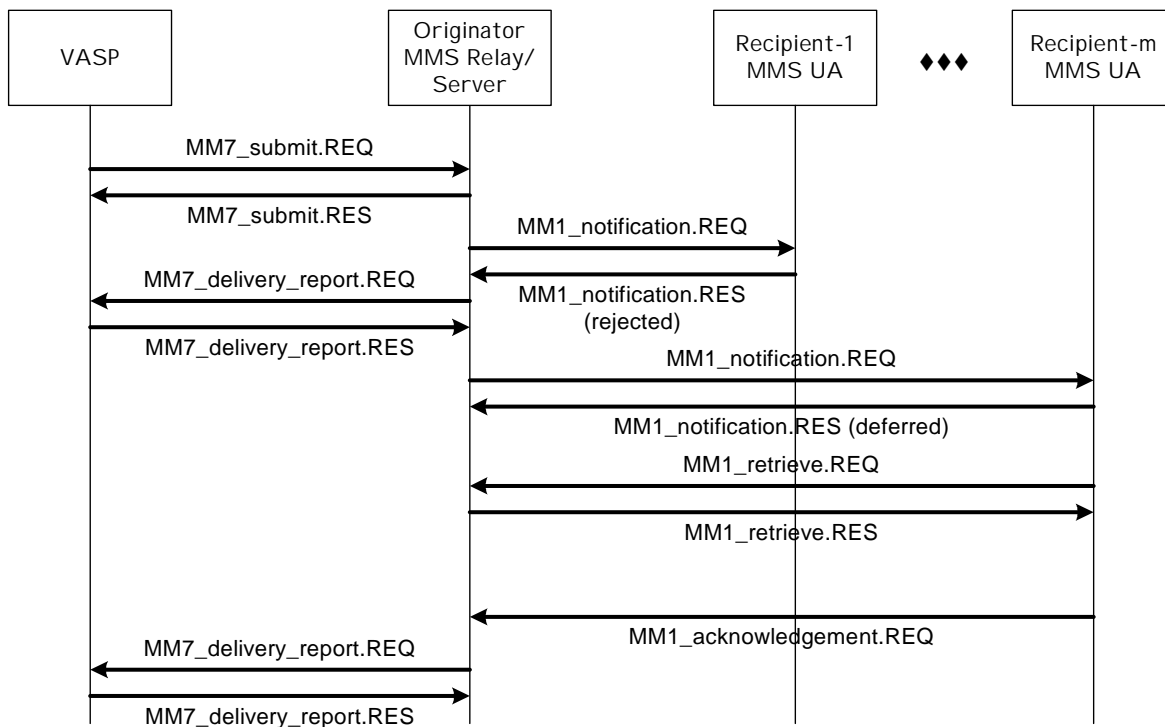 VASP
Originator
MMS Relay/
Server
Recipient-1
MMS UA
Recipient-m
MMS UA
MM7_submit.REQ
MM7_submit.RES
MM1_notification.REQ
MM7_delivery_report.REQ
MM1_notification.RES
(rejected)
MM7_delivery_report.RES
MM1_notification.REQ
MM1_notification.RES (deferred)
MM1_retrieve.REQ
MM1_retrieve.RES
MM1_acknowledgement.REQ
MM7_delivery_report.REQ
MM7_delivery_report.RES